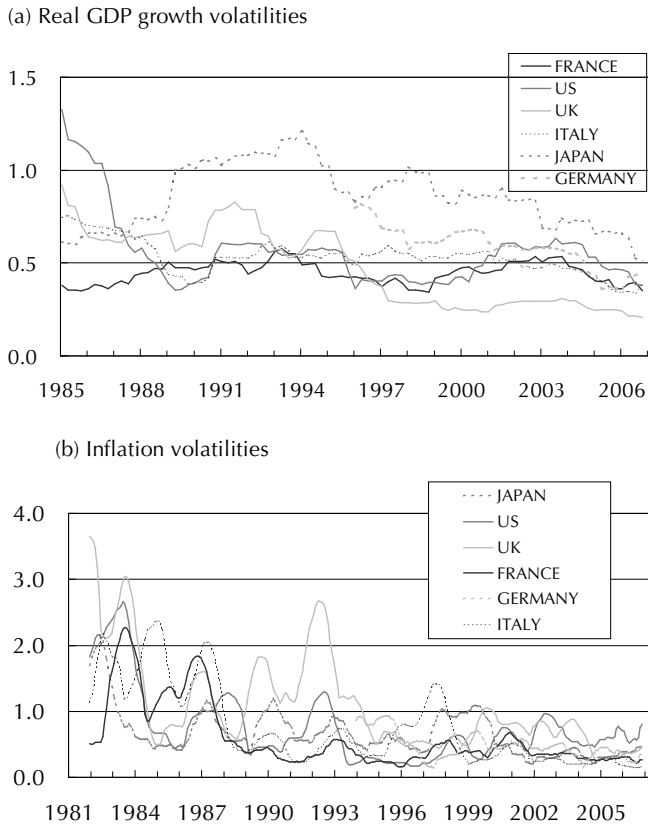 (a) Real GDP growth volatilities
1.5
1.0
0.5
0.0
FRANCE
US
UK
ITALY
JAPAN
GERMANY
1985 1988 1991 1994 1997 2000 2003 2006
(b) Inflation volatilities
4.0
3.0
2.0
1.0
0.0
JAPAN
US
UK
FRANCE
GERMANY
ITALY
1981 1984 1987 1990 1993 1996 1999 2002 2005